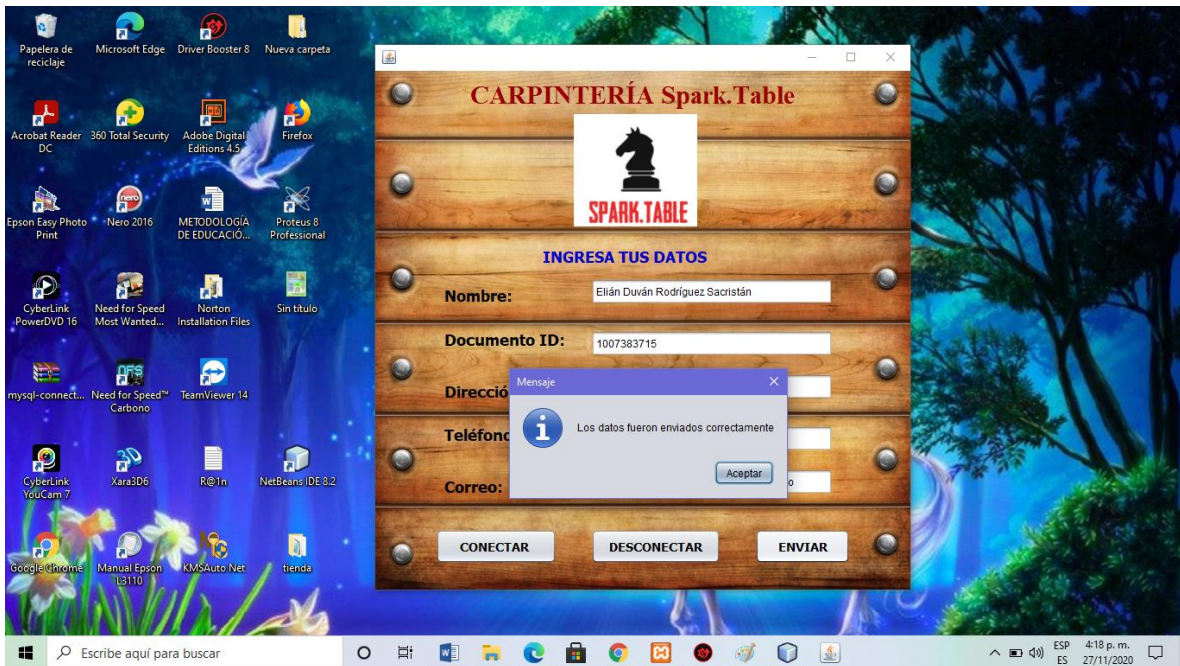 Papelera de
reciclaje
Microsoft Edge
Driver Booster 8
Nueva carpeta
Acrobat Reader
DC
360 Total Security
Adobe Digital
Editions 4.5
Firefox
Epson Easy Photo
Print
Nero 2016
METODOLOGÍA
DE EDUCACIÓ...
Proteus 8
Professional
CyberLink
PowerDVD 16
Need for Speed
Most Wanted...
Norton
Installation Files
Sin título
mysql-connect...
Need for Speed™
Carbono
TeamViewer 14
CyberLink
YouCam 7
Xara3D6
R@1n
NetBeans IDE 8.2
Google Chrome
Manual Epson
L3110
KMSAuto Net
tienda
CARPINTERÍA Spark.Table
SPARK.TABLE
INGRESA TUS DATOS
Nombre:
Elián Duván Rodríguez Sacristán
Documento ID:
1007383715
Direcció
Teléfono
Correo:
o
Mensaje
Los datos fueron enviados correctamente
Aceptar
CONECTAR
DESCONECTAR
ENVIAR
Escribe aquí para buscar
ESP
ES
4:18 p. m.
27/11/2020